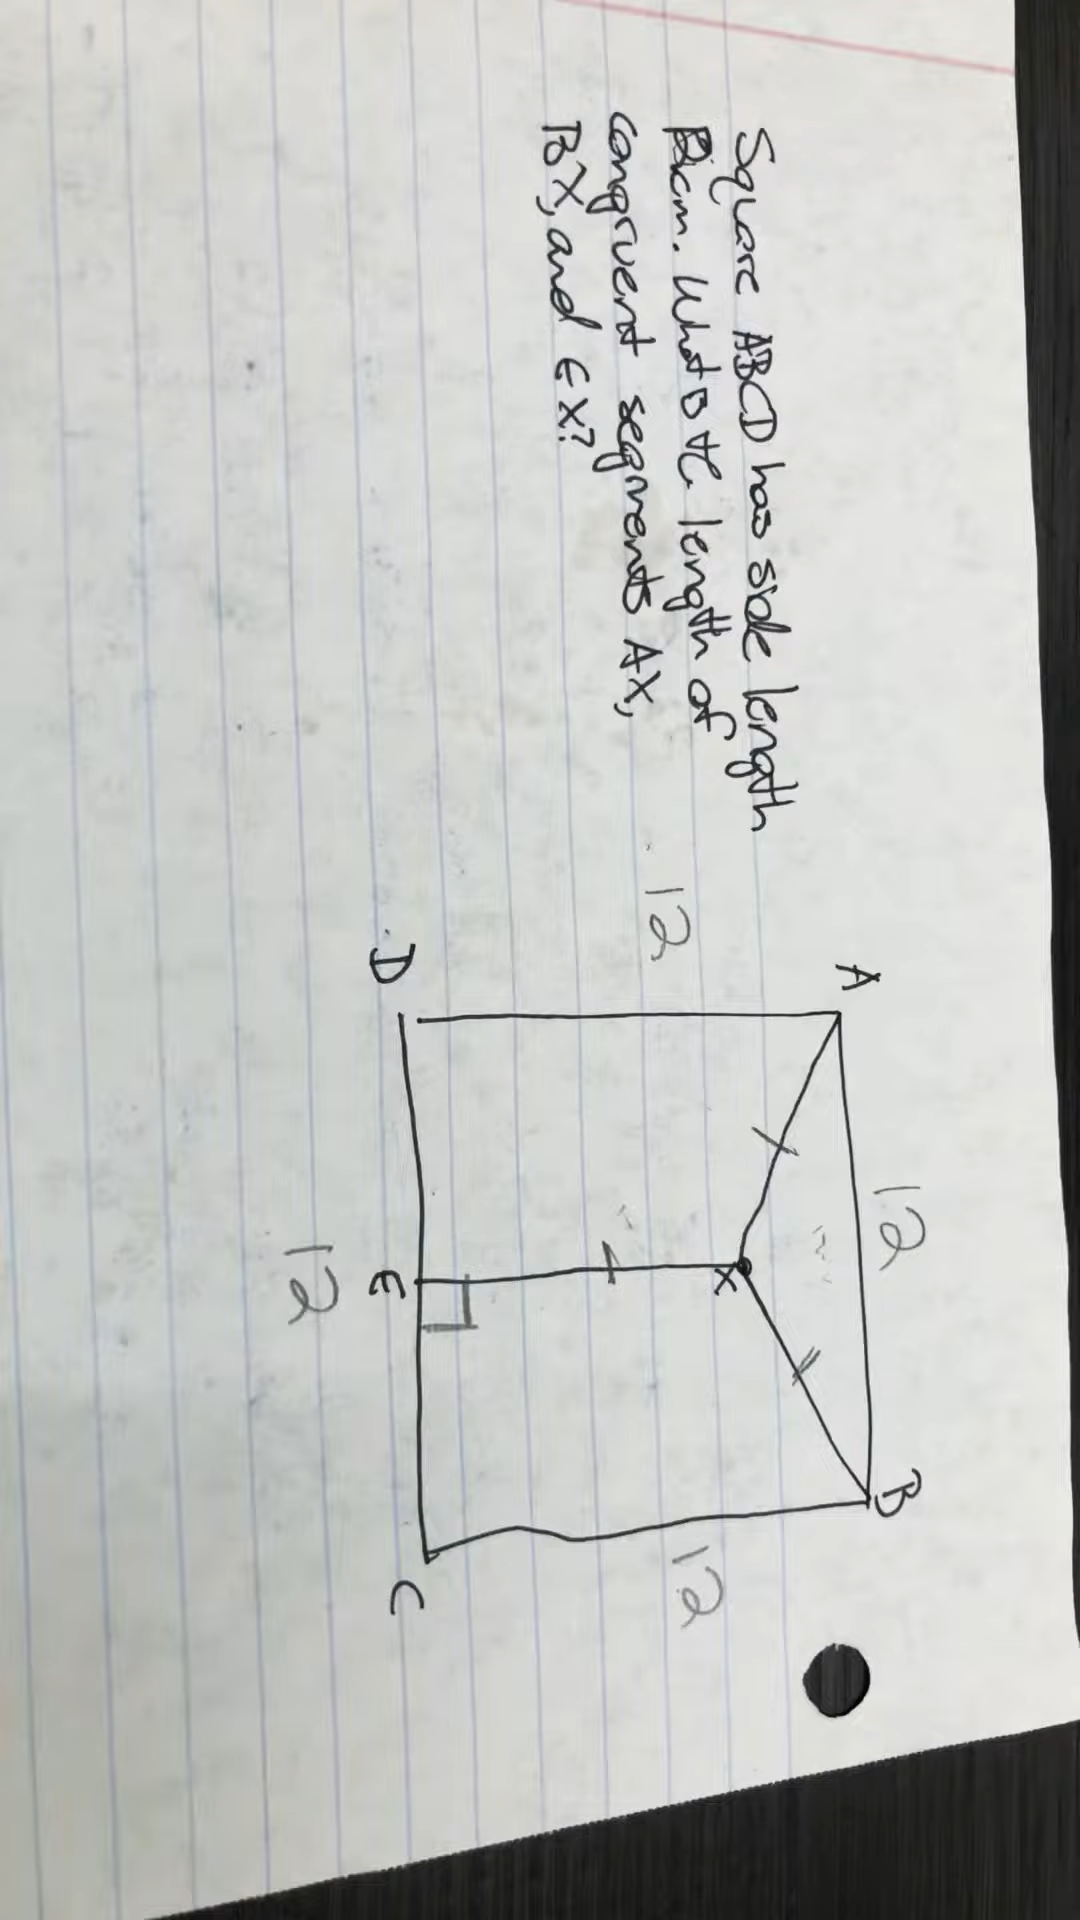 Square ABCD has side length
12cm. What is the length of
congruent segments AX,
BX, and EX?
A
12
B
12
X
12
D
E
C
12